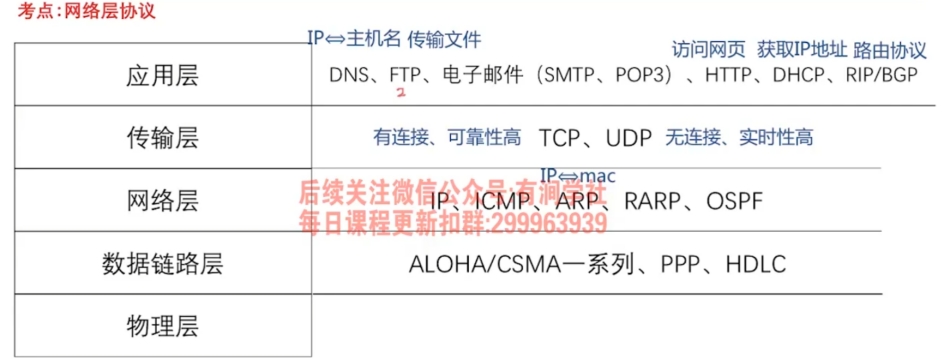 考点:网络层协议
IP⇔主机名 传输文件
访问网页 获取IP地址 路由协议
应用层
DNS、FTP、电子邮件（SMTP、POP3）、HTTP、DHCP、RIP/BGP
2
传输层
有连接、可靠性高 TCP、UDP 无连接、实时性高
IP⇔mac
后续关注微信公众号:有涧学社
网络层
IP、ICMP、ARP、RARP、OSPF
每日课程更新扣群:299963939
数据链路层
ALOHA/CSMA一系列、PPP、HDLC
物理层